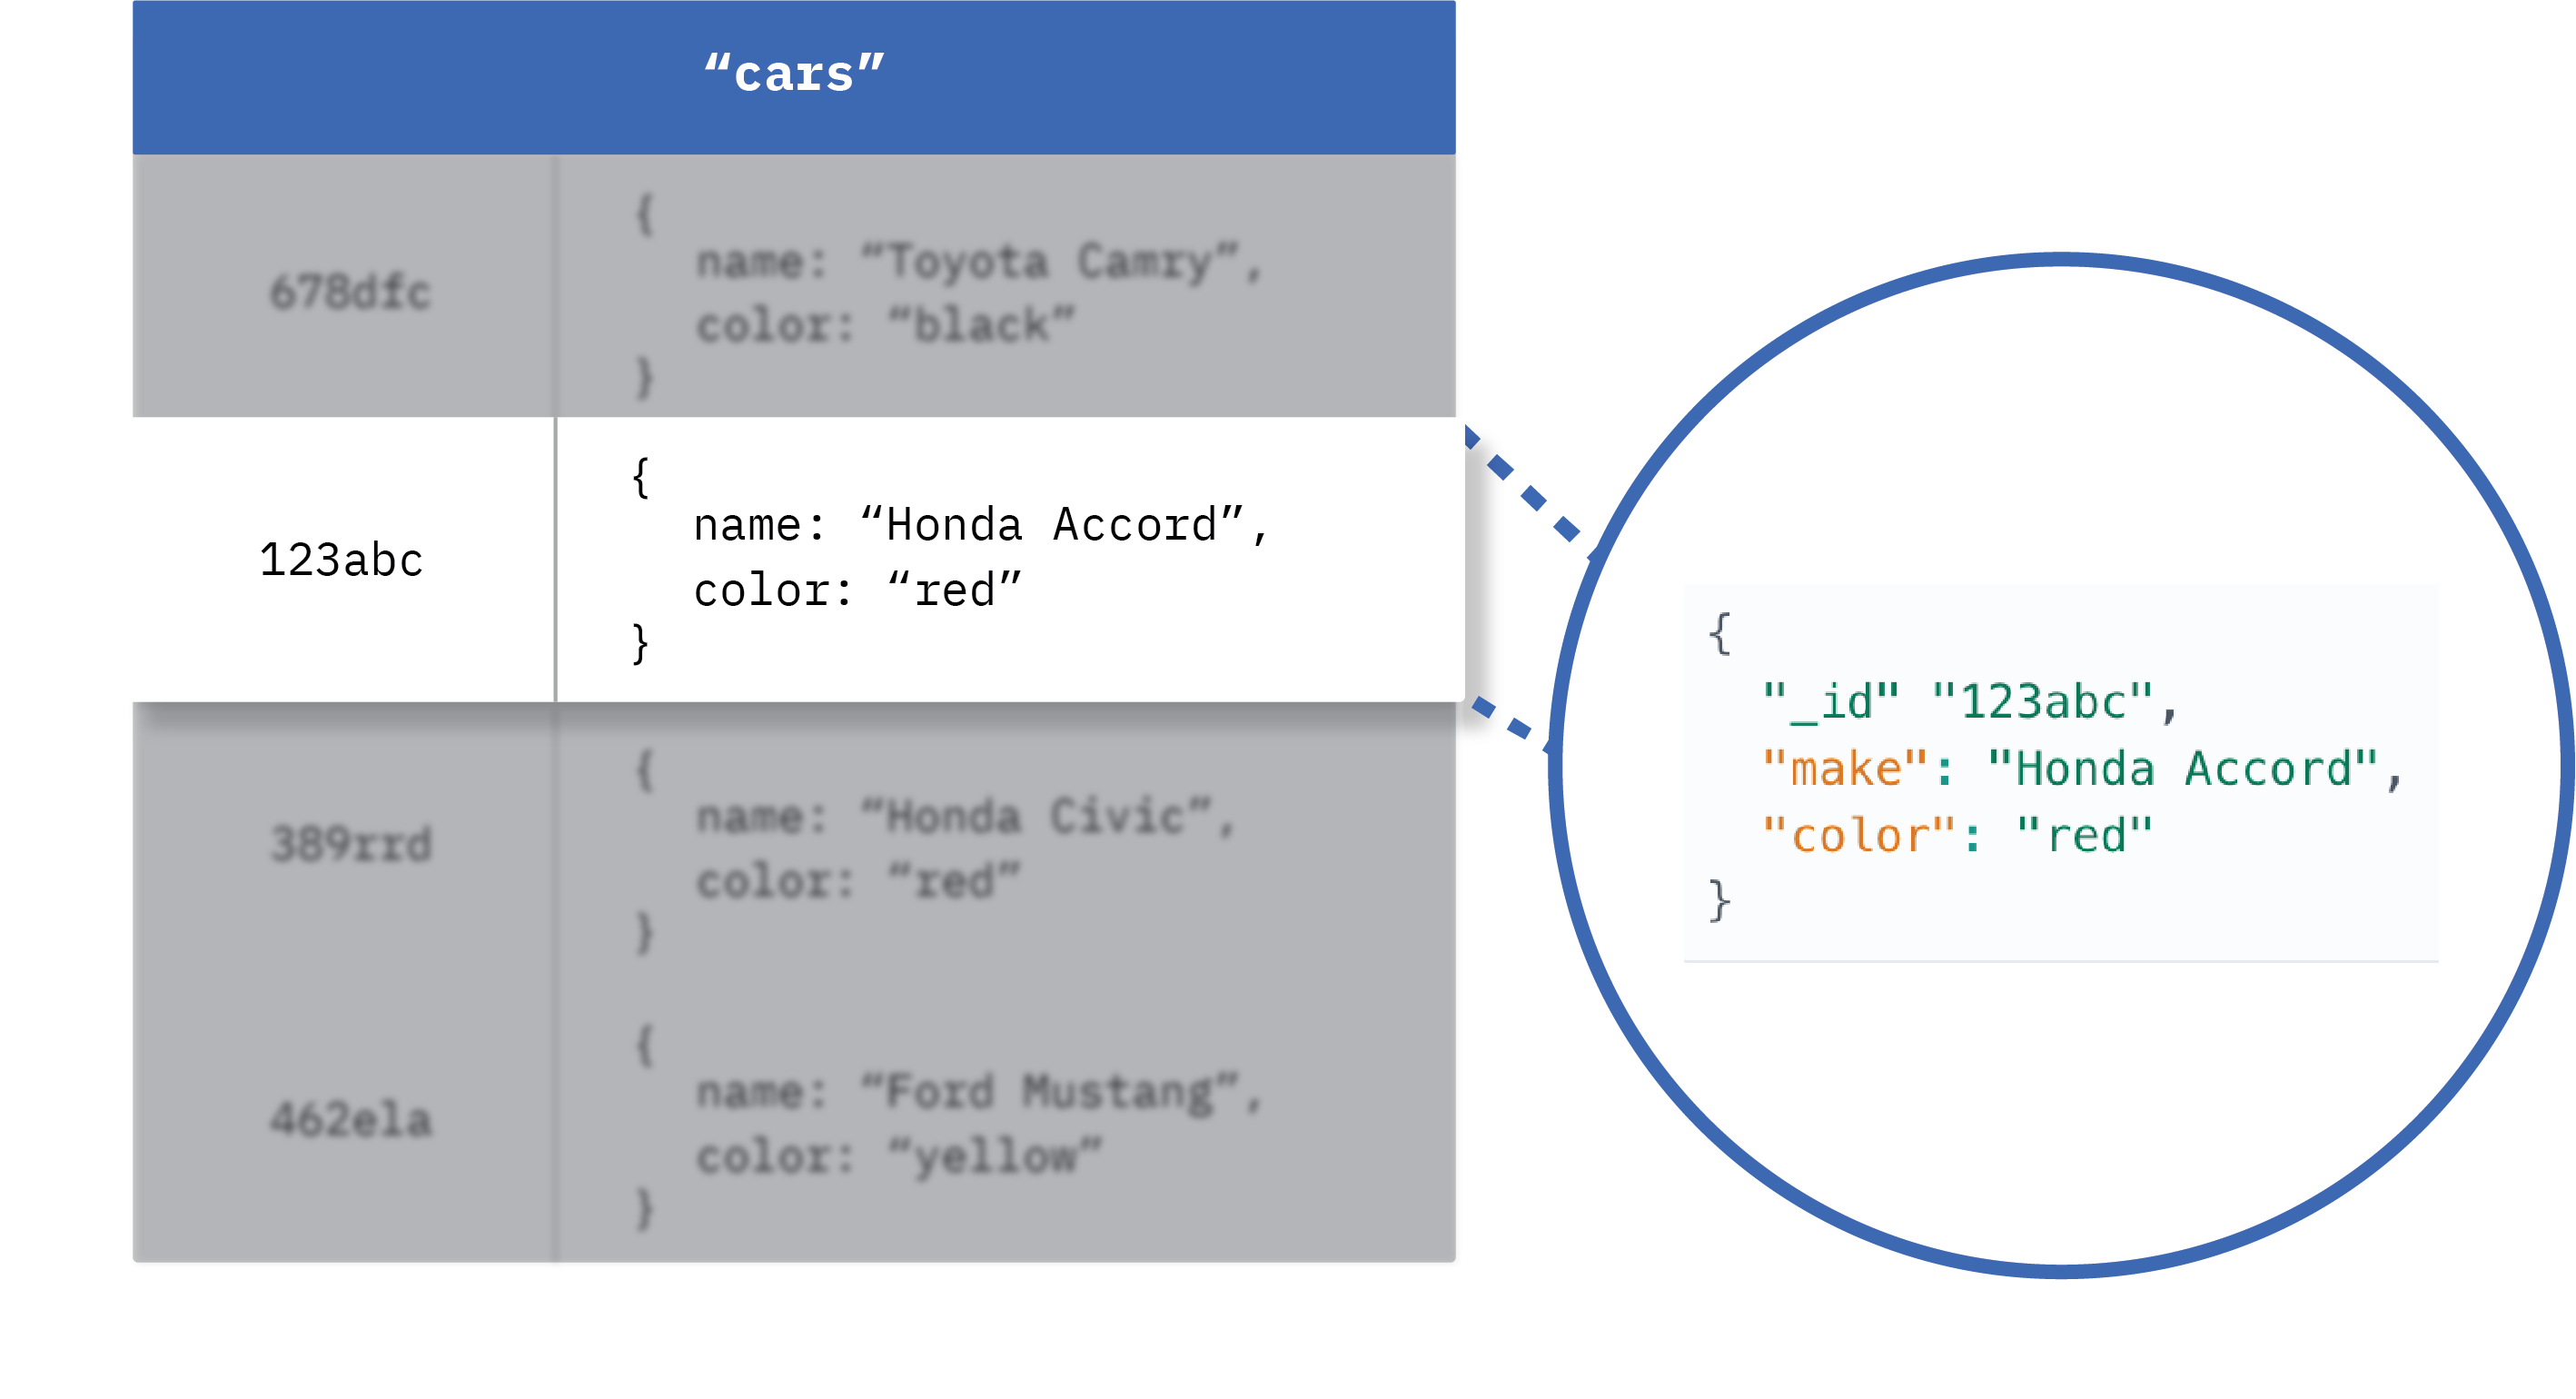 “cars”
678dfc
{
name: “Toyota Camry”,
color: “black”
}
123abc
{
name: “Honda Accord”,
color: “red”
}
389rrd
{
name: “Honda Civic”,
color: “red”
}
462ela
{
name: “Ford Mustang”,
color: “yellow”
}
{
"_id" "123abc",
"make": "Honda Accord",
"color": "red"
}